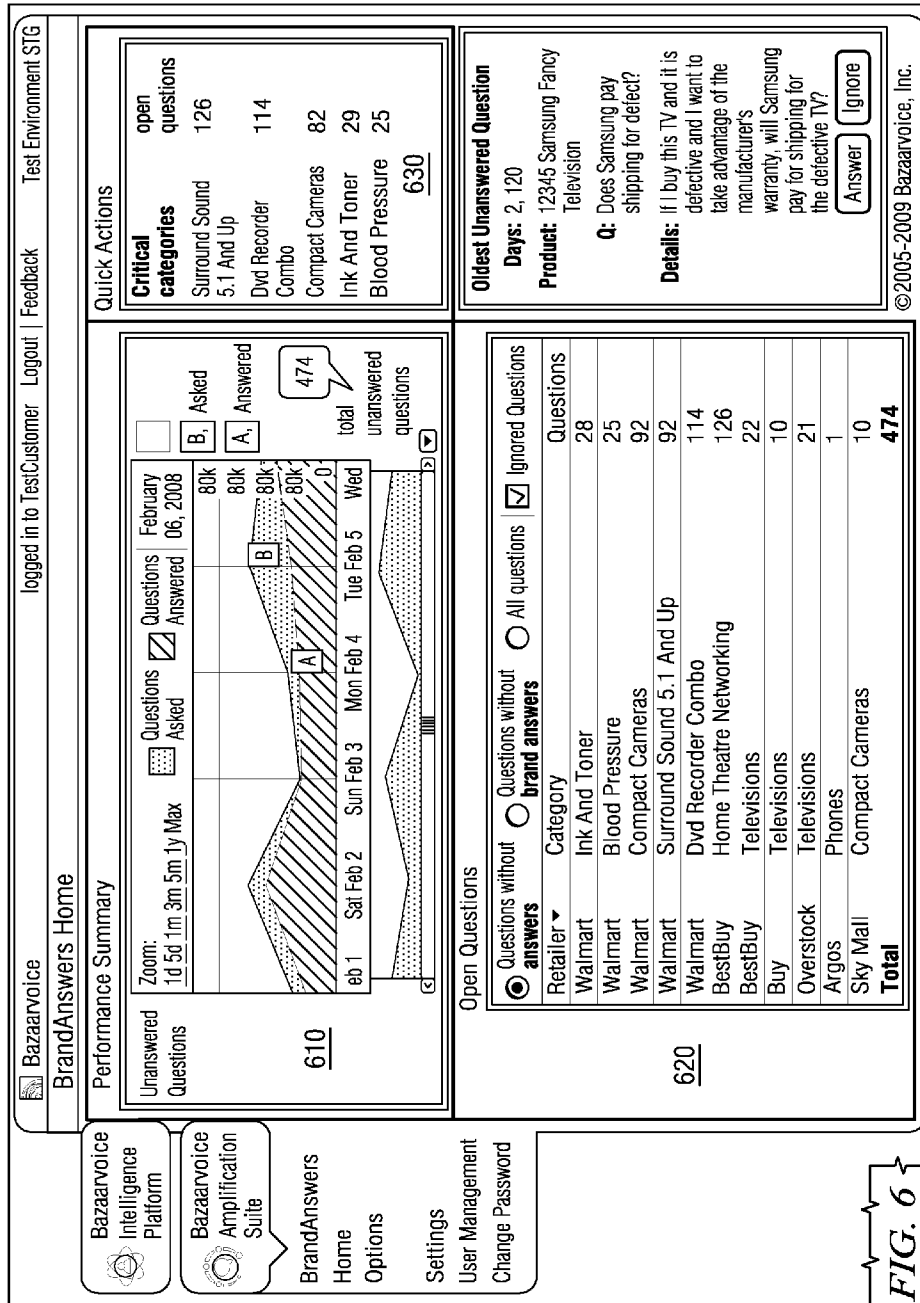 Bazaarvoice
logged in to TestCustomer Logout | Feedback Test Environment STG
BrandAnswers Home
Bazaarvoice
Intelligence
Platform
Bazaarvoice
Amplification
Suite
BrandAnswers
Home
Options
Settings
User Management
Change Password
Performance Summary
Unanswered
Questions
610
Zoom:
1d 5d 1m 3m 5m 1y Max
Questions
Asked
Questions
Answered
February
06, 2008
80k
80k
80k
80k
0
B
A
eb 1 Sat Feb 2 Sun Feb 3 Mon Feb 4 Tue Feb 5 Wed
B, Asked
A, Answered
474
total
unanswered
questions
Quick Actions
Critical
categories
open
questions
Surround Sound
5.1 And Up 126
Dvd Recorder
Combo 114
Compact Cameras 82
Ink And Toner 29
Blood Pressure 25
630
Open Questions
620
Questions without
answers
Questions without
brand answers
All questions
Ignored Questions
Retailer Category Questions
Walmart Ink And Toner 28
Walmart Blood Pressure 25
Walmart Compact Cameras 92
Walmart Surround Sound 5.1 And Up 92
Walmart Dvd Recorder Combo 114
BestBuy Home Theatre Networking 126
BestBuy Televisions 22
Buy Televisions 10
Overstock Televisions 21
Argos Phones 1
Sky Mall Compact Cameras 10
Total 474
Oldest Unanswered Question
Days: 2, 120
Product: 12345 Samsung Fancy
Television
Q: Does Samsung pay
shipping for defect?
Details: If I buy this TV and it is
defective and I want to
take advantage of the
manufacturer's
warranty, will Samsung
pay for shipping for
the defective TV?
Answer Ignore
©2005-2009 Bazaarvoice, Inc.
FIG. 6